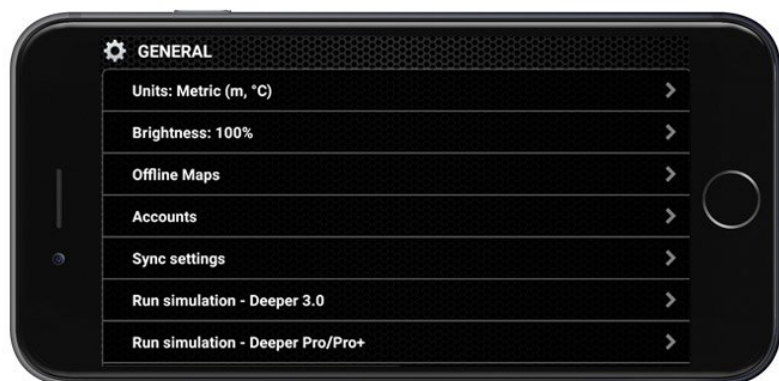 GENERAL
Units: Metric (m, °C)
Brightness: 100%
Offline Maps
Accounts
Sync settings
Run simulation - Deeper 3.0
Run simulation - Deeper Pro/Pro+